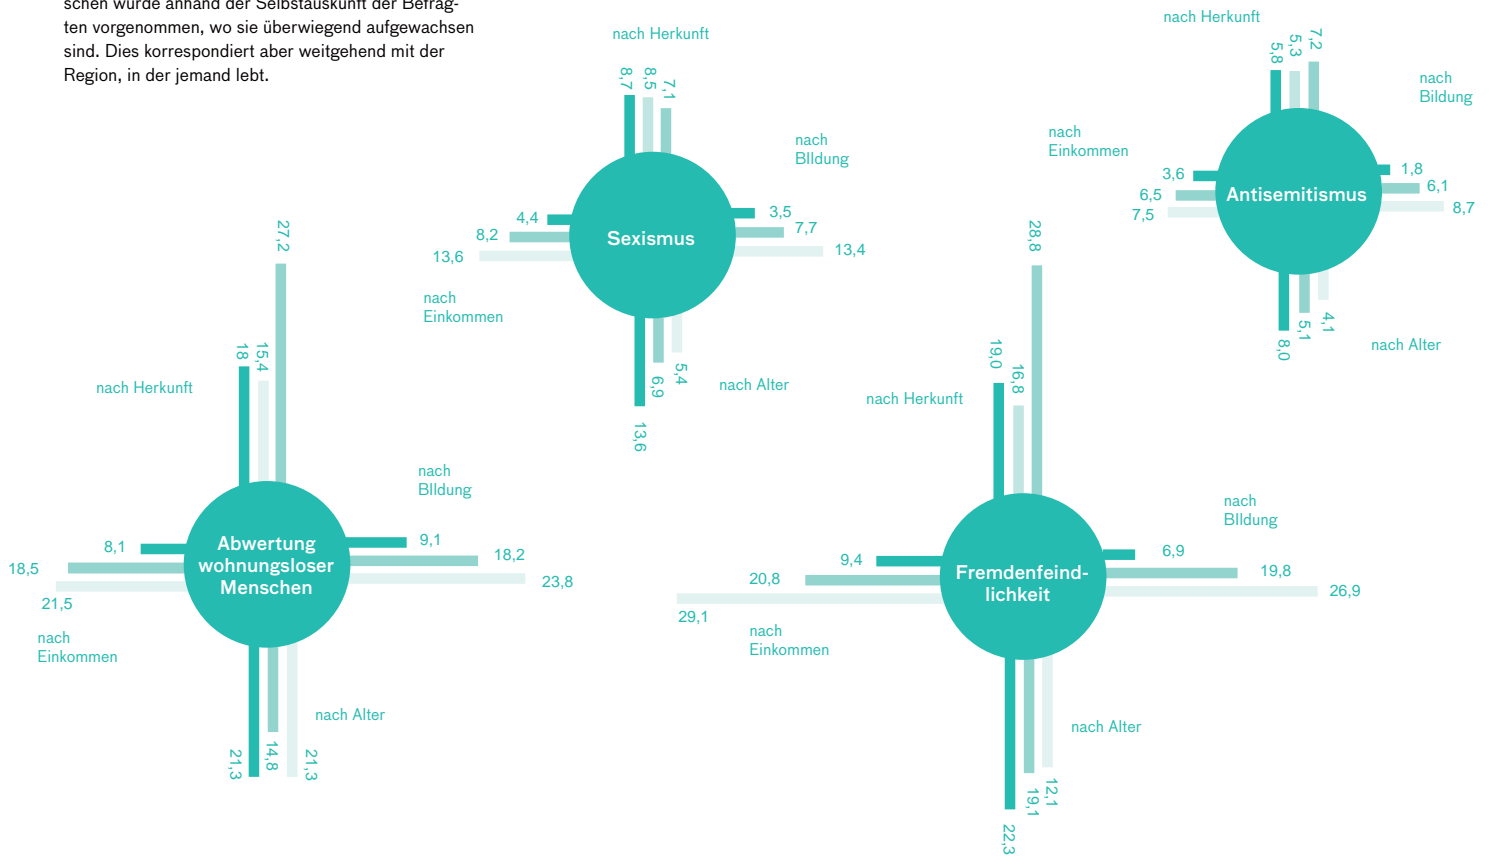 schen wurde anhand der Selbstauskunft der Befrag-
ten vorgenommen, wo sie überwiegend aufgewachsen
sind. Dies korrespondiert aber weitgehend mit der
Region, in der jemand lebt.
nach Herkunft
8,7
8,5
7,1
nach
BIldung
4,4
8,2
13,6
Sexismus
3,5
7,7
13,4
nach
Einkommen
13,6
6,9
5,4
nach Alter
nach Herkunft
5,8
5,3
7,2
nach
Bildung
nach
Einkommen
3,6
6,5
7,5
Antisemitismus
1,8
6,1
8,7
8,0
5,1
4,1
nach Alter
27,2
18
15,4
nach Herkunft
nach
BIldung
8,1
18,5
21,5
Abwertung
wohnungsloser
Menschen
9,1
18,2
23,8
nach
Einkommen
nach Alter
21,3
14,8
21,3
28,8
19,0
16,8
nach Herkunft
nach
BIldung
9,4
20,8
29,1
Fremdenfeind-
lichkeit
6,9
19,8
26,9
nach
Einkommen
nach Alter
22,3
19,1
12,1